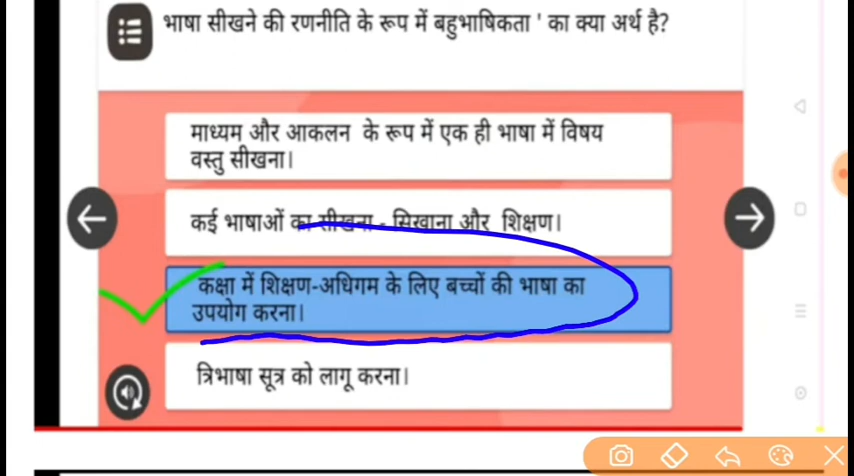 भाषा सीखने की रणनीति के रूप में बहुभाषिकता ' का क्या अर्थ है?
माध्यम और आकलन के रूप में एक ही भाषा में विषय
वस्तु सीखना।
कई भाषाओं का सीखना - सिखाना और शिक्षण।
कक्षा में शिक्षण-अधिगम के लिए बच्चों की भाषा का
उपयोग करना।
त्रिभाषा सूत्र को लागू करना।